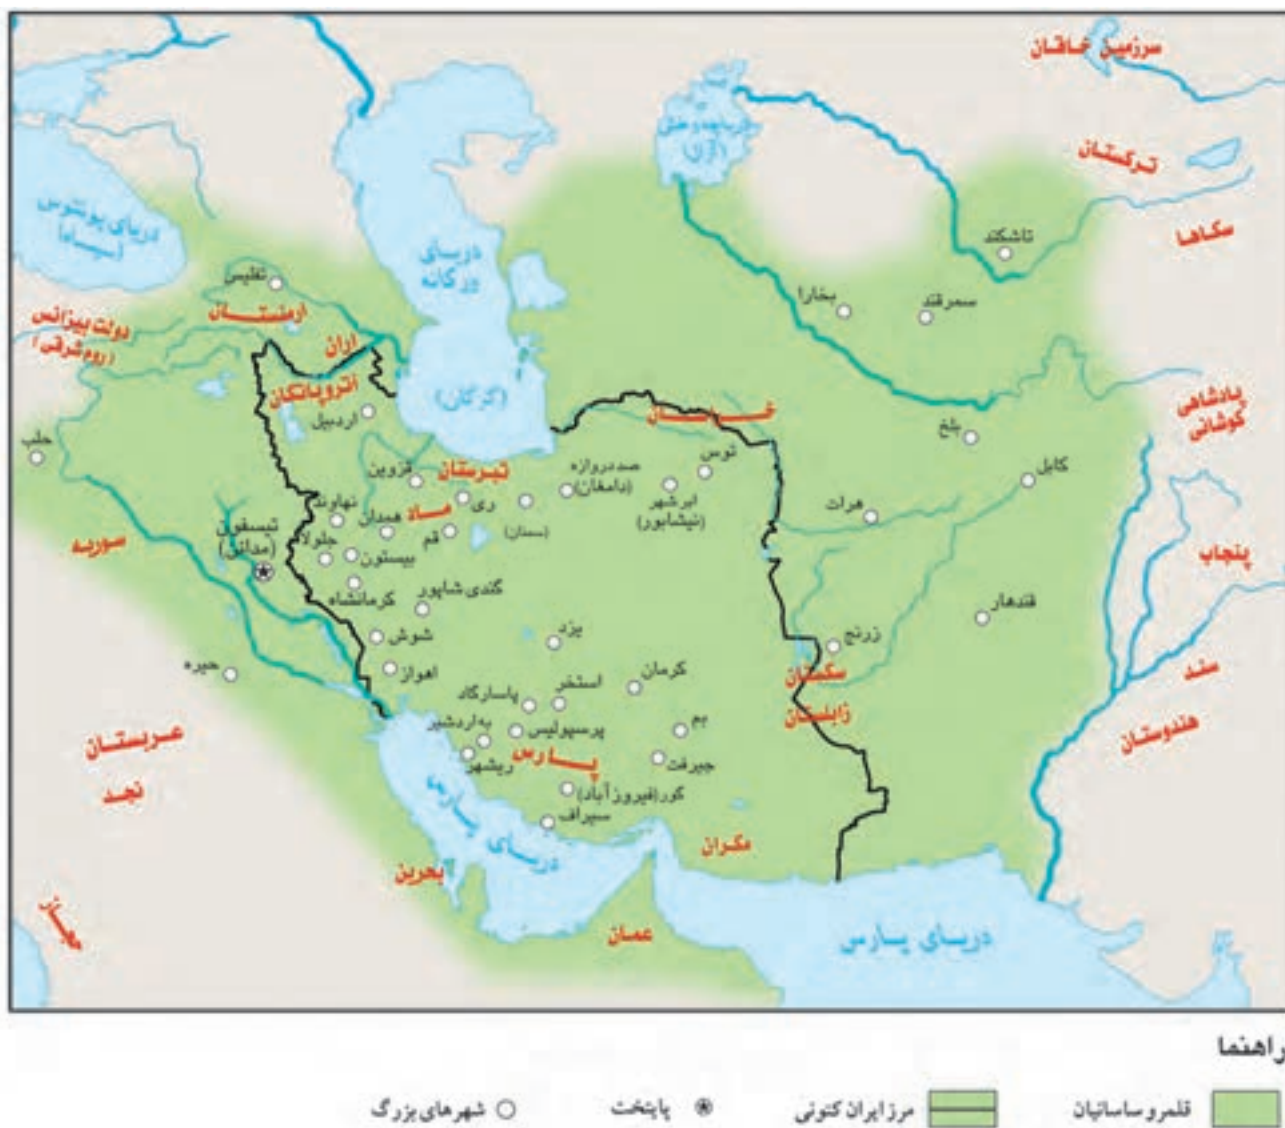 سرزمین خاقان
ترکستان
سکاها
دریاچه
تاشکند
سمرقند
بخارا
دریای پونتوس
(سیاه)
دریای
ورکانه
(گرگان)
تفلیس
ارمنستان
اران
دولت بیزانس
(روم شرقی)
آتروپاتکان
اردبیل
خراسان
پادشاهی
کوشانی
بلخ
کابل
حلب
قزوین
تبرستان
صد دروازه
(دامغان)
توس
ابرشهر
(نیشابور)
هرات
نهاوند
ماد
ری
همدان
قم
تیسفون
(مدائن)
جلولا
بیستون
سوریه
پنجاب
کرمانشاه
گندی شاپور
قندهار
شوش
یزد
زرنج
حیره
اهواز
کرمان
سکستان
سند
پاسارگاد
استخر
زابلستان
هندوستان
به اردشیر
پرسپولیس
بم
عربستان
ریشهر
پارس
جیرفت
نجد
کور (فیروزآباد)
سیراف
دریای پارس
مکران
بحرین
عمان
حجاز
دریای پارس
راهنما
قلمرو ساسانیان
مرز ایران کنونی
پایتخت
شهرهای بزرگ